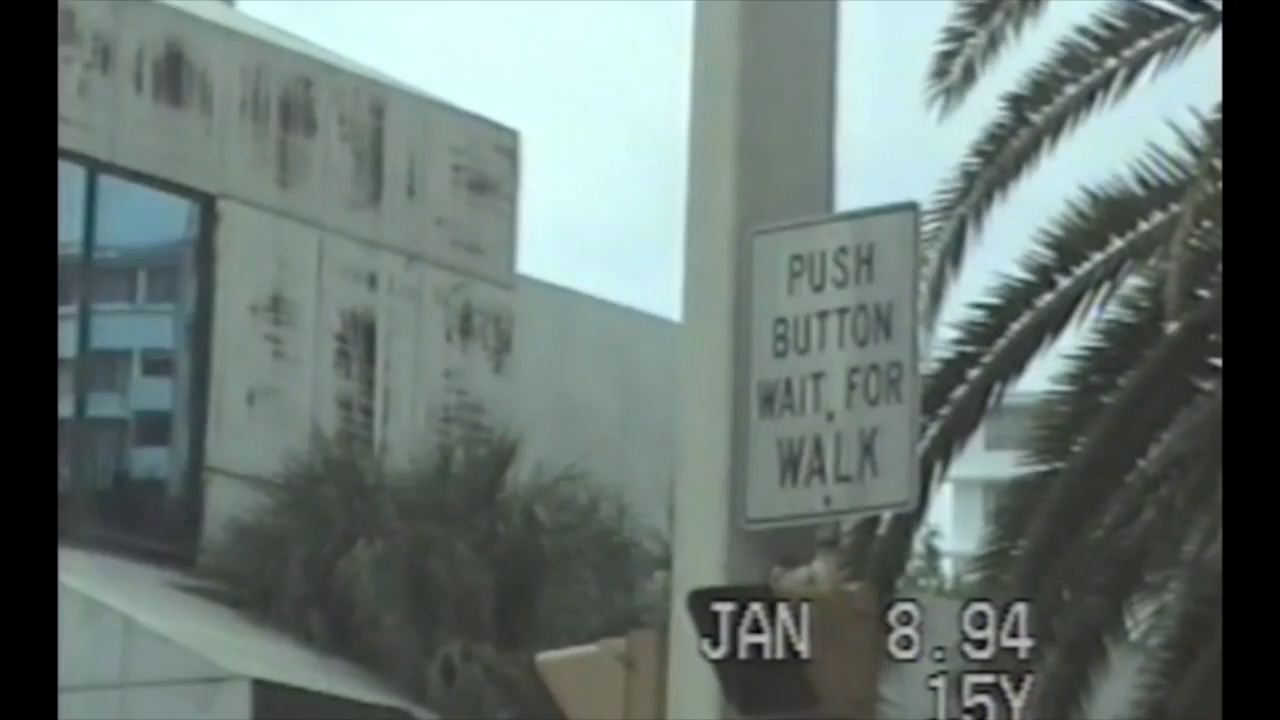 PUSH
BUTTON
WAIT FOR
WALK
JAN 8.94
15Y